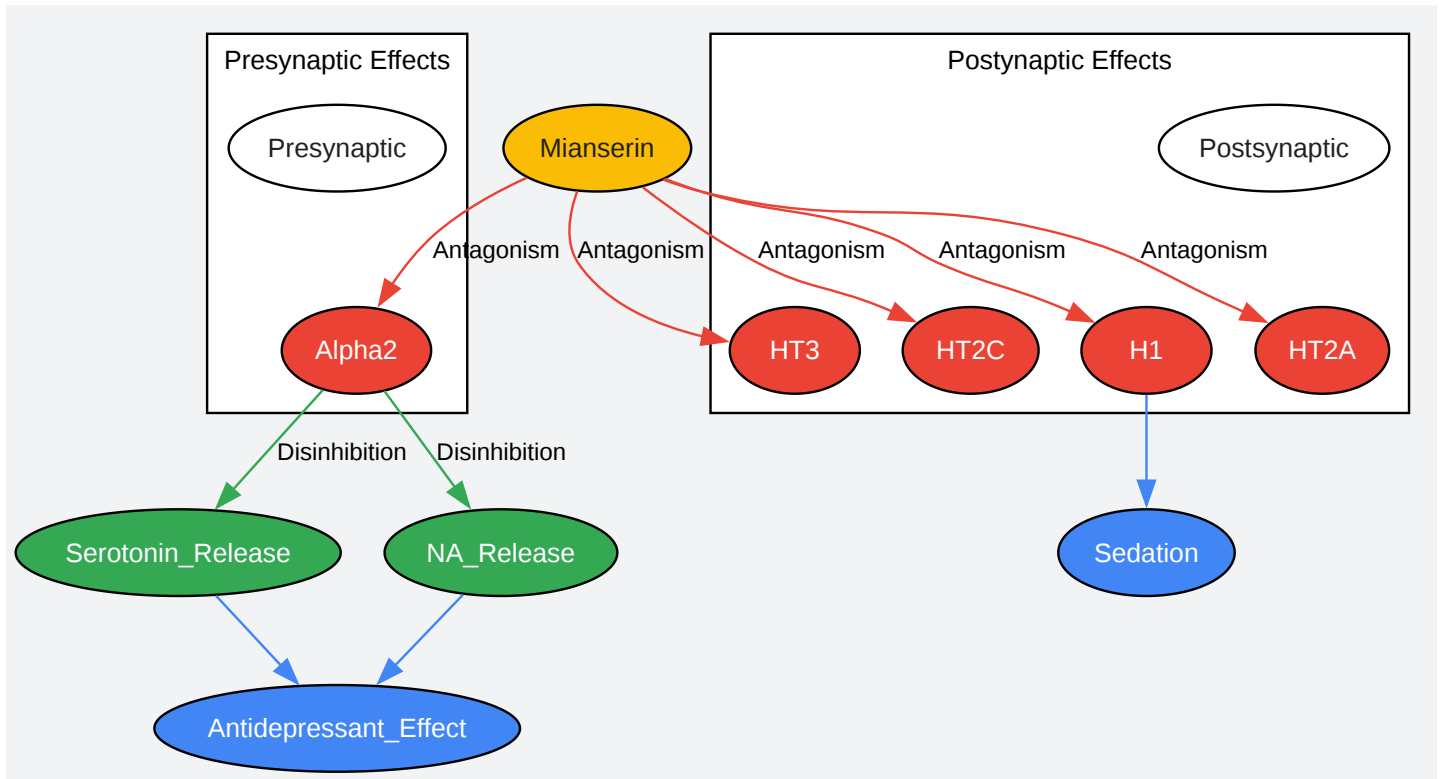 Presynaptic Effects
Postynaptic Effects
Presynaptic
Mianserin
Postsynaptic
Antagonism
Antagonism
Antagonism
Antagonism
Antagonism
Alpha2
HT3
HT2C
H1
HT2A
Disinhibition
Disinhibition
Serotonin_Release
NA_Release
Sedation
Antidepressant_Effect